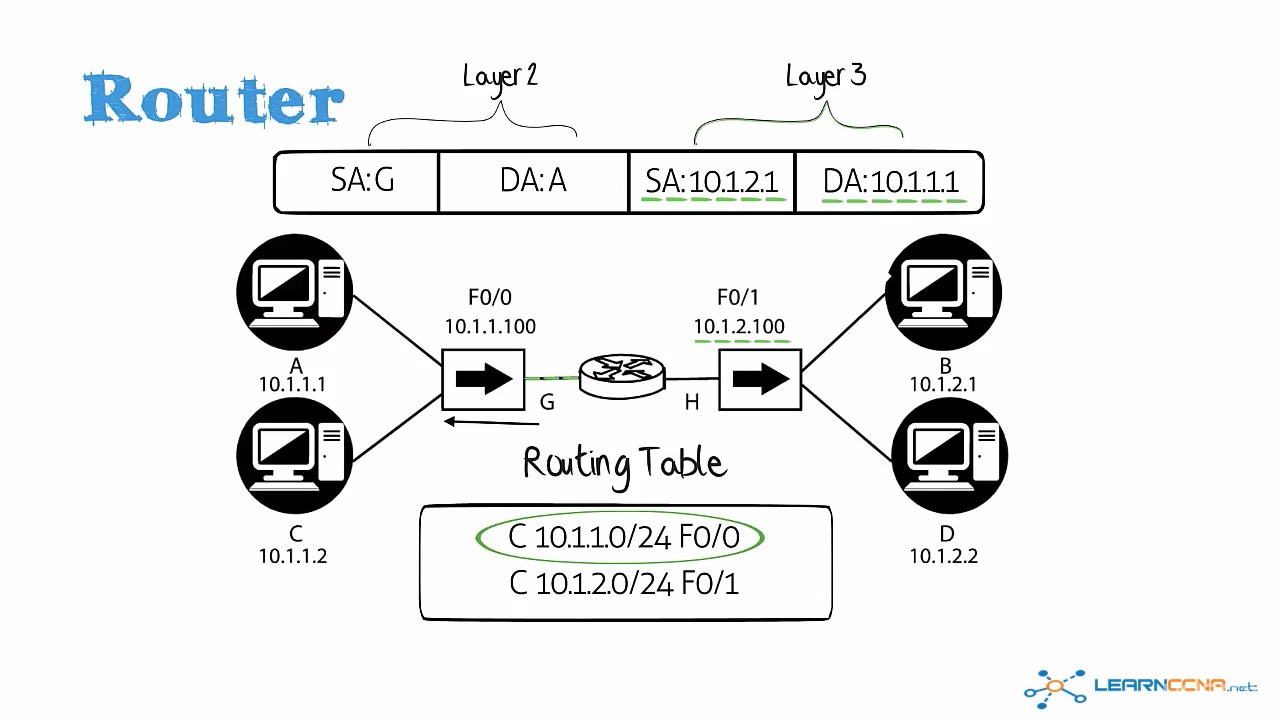 Router
Layer 2
Layer 3
SA:G
DA:A
SA:10.1.2.1
DA:10.1.1.1
F0/0
10.1.1.100
F0/1
10.1.2.100
A
10.1.1.1
B
10.1.2.1
G
H
Routing Table
C
10.1.1.2
D
10.1.2.2
C 10.1.1.0/24 F0/0
C 10.1.2.0/24 F0/1
LEARNCCNA.net